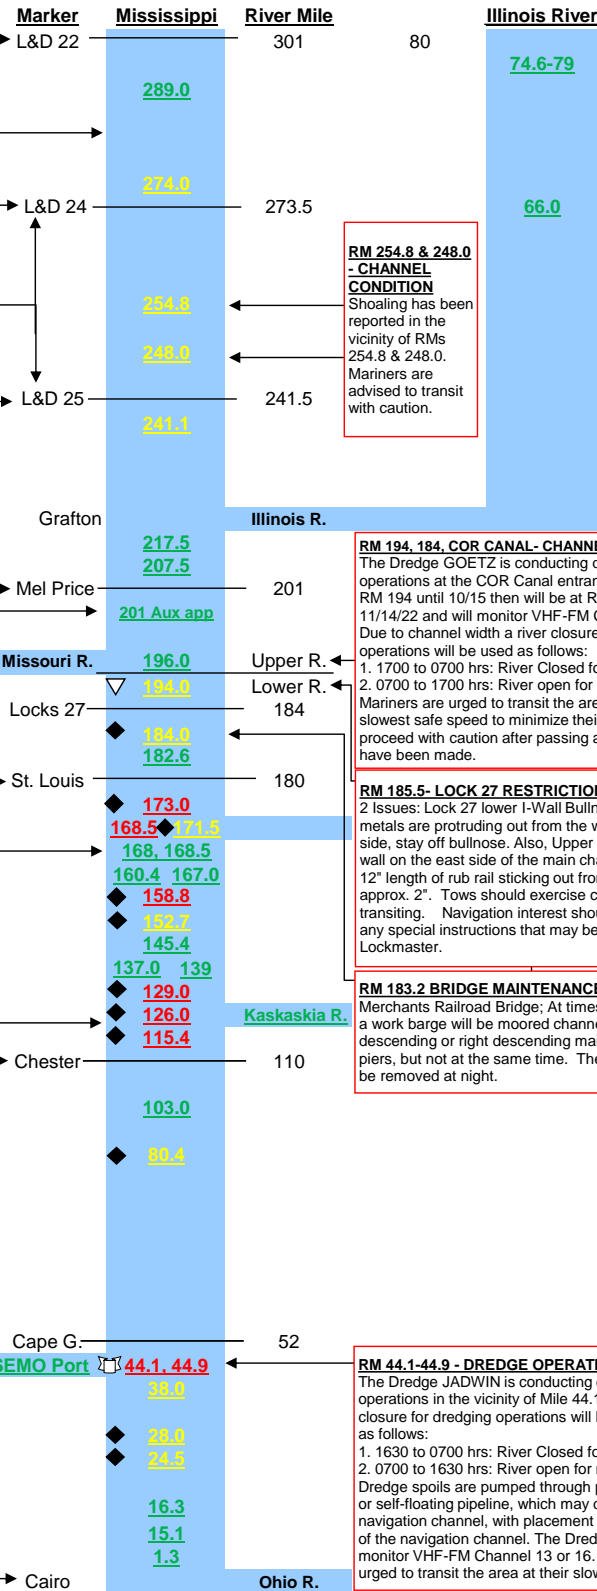 Marker Mississippi River Mile Illinois River
L&D 22 301 80
74.6-79
289.0
274.0
L&D 24 273.5 66.0
RM 254.8 & 248.0
- CHANNEL
CONDITION
Shoaling has been
reported in the
vicinity of RMs
254.8 & 248.0.
Mariners are
advised to transit
with caution.
254.8
248.0
L&D 25 241.5
241.1
Grafton Illinois R.
217.5
207.5
Mel Price 201
201 Aux app
Missouri R. 196.0 Upper R.
194.0 Lower R.
Locks 27 184
184.0
182.6
St. Louis 180
RM 194, 184, COR CANAL- CHANNE
The Dredge GOETZ is conducting
operations at the COR Canal entran
RM 194 until 10/15 then will be at R
11/14/22 and will monitor VHF-FM C
Due to channel width a river closure
operations will be used as follows:
1. 1700 to 0700 hrs: River Closed fo
2. 0700 to 1700 hrs: River open for
Mariners are urged to transit the are
slowest safe speed to minimize thei
proceed with caution after passing a
have been made.
173.0
168.5 171.5
168, 168.5
160.4 167.0
158.8
152.7
145.4
137.0 139
129.0
126.0 Kaskaskia R.
115.4
RM 185.5- LOCK 27 RESTRICTION
2 Issues: Lock 27 lower I-Wall Bulln
metals are protruding out from the w
side, stay off bullnose. Also, Upper
wall on the east side of the main cha
12" length of rub rail sticking out fro
approx. 2". Tows should exercise c
transiting. Navigation interest shou
any special instructions that may be
Lockmaster.
RM 183.2 BRIDGE MAINTENANCE
Merchants Railroad Bridge; At times
a work barge will be moored channe
descending or right descending mai
piers, but not at the same time. The
be removed at night.
Chester 110
103.0
80.4
Cape G. 52
SEMO Port 44.1, 44.9
38.0
28.0
24.5
16.3
15.1
1.3
RM 44.1-44.9 - DREDGE OPERATI
The Dredge JADWIN is conducting
operations in the vicinity of Mile 44.1
closure for dredging operations will
as follows:
1. 1630 to 0700 hrs: River Closed fo
2. 0700 to 1630 hrs: River open for
Dredge spoils are pumped through p
or self-floating pipeline, which may c
navigation channel, with placement
of the navigation channel. The Dred
monitor VHF-FM Channel 13 or 16.
urged to transit the area at their slow
Cairo Ohio R.